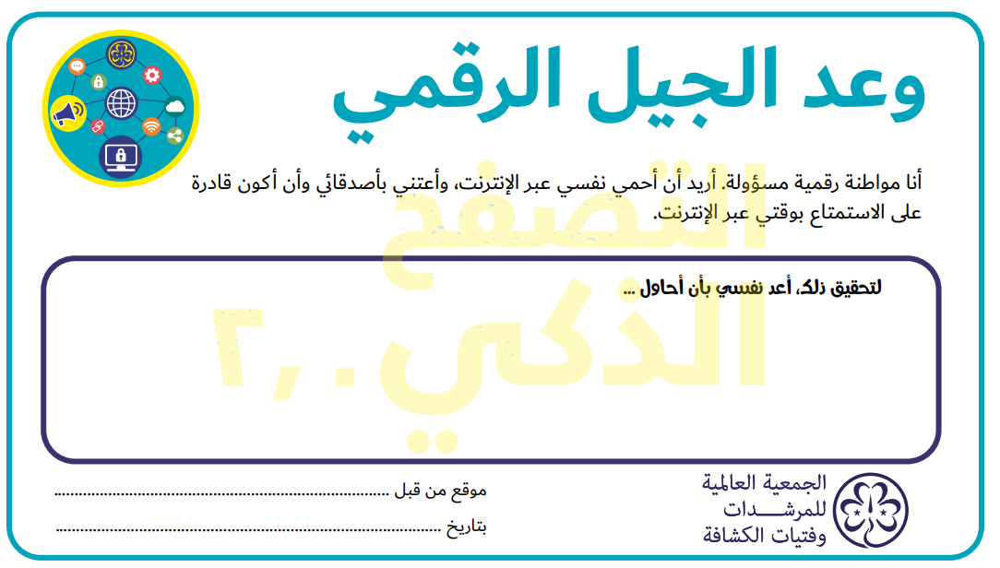 وعد الجيل الرقمي
أنا مواطنة رقمية مسؤولة. أريد أن أحمي نفسي عبر الإنترنت، وأعتني بأصدقائي وأن أكون قادرة
على الاستمتاع بوقتي عبر الإنترنت.
التصفح
الذكي ٢,٠
لتحقيق ذلك، أعد نفسي بأن أحاول ...
موقع من قبل ....................................................................................
بتاريخ ................................................................................................
الجمعية العالمية
للمرشـــدات
وفتيات الكشافة